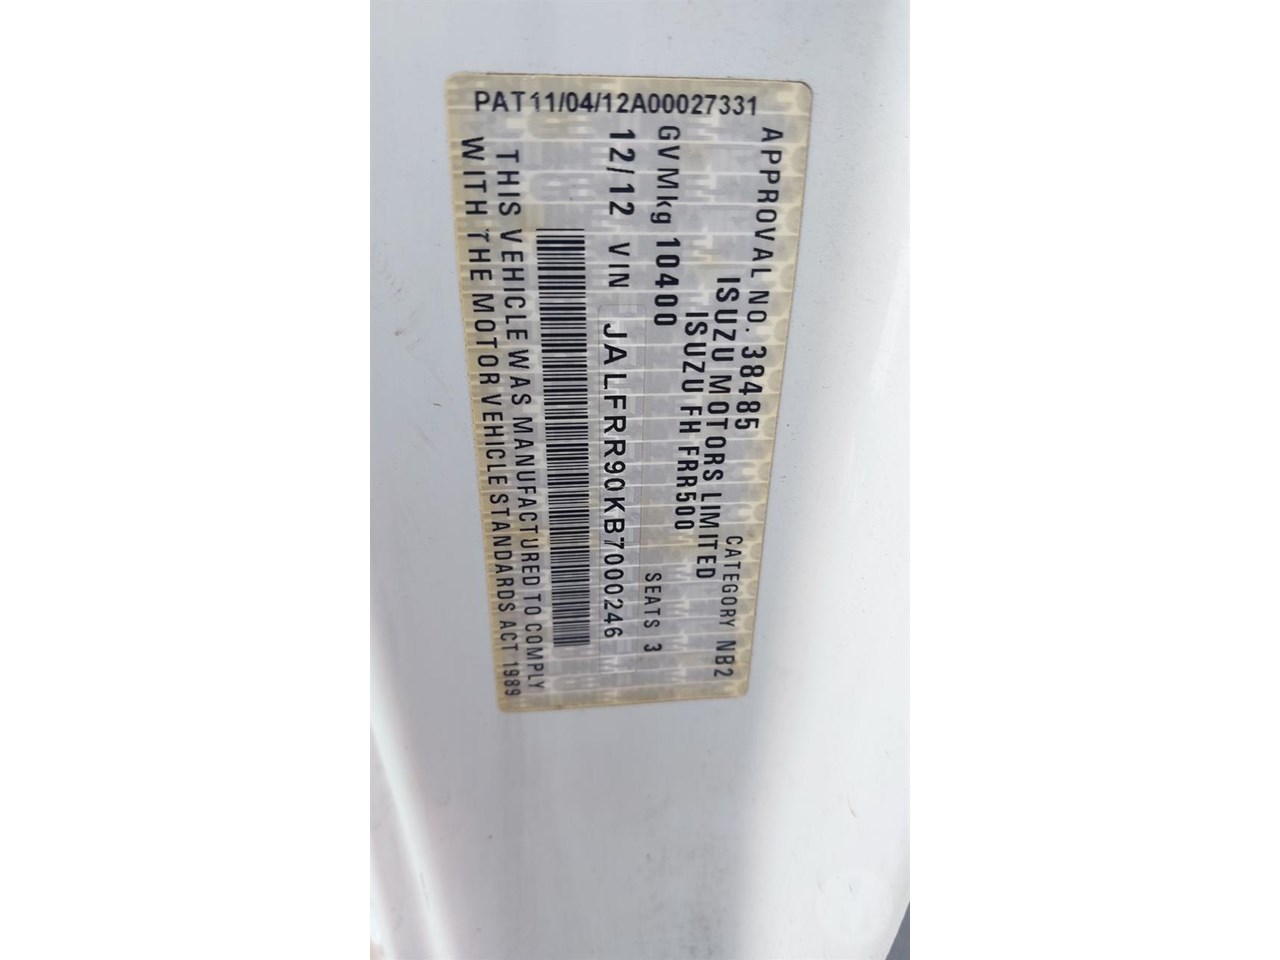 PAT11/04/12A00027331
APPROVAL NO. 38485 CATEGORY NB2
ISUZU MOTORS LIMITED
ISUZU FH FRR500
GVMkg 10400 SEATS 3
12/12 VIN JALFRR90KB7000246
THIS VEHICLE WAS MANUFACTURED TO COMPLY
WITH THE MOTOR VEHICLE STANDARDS ACT 1989